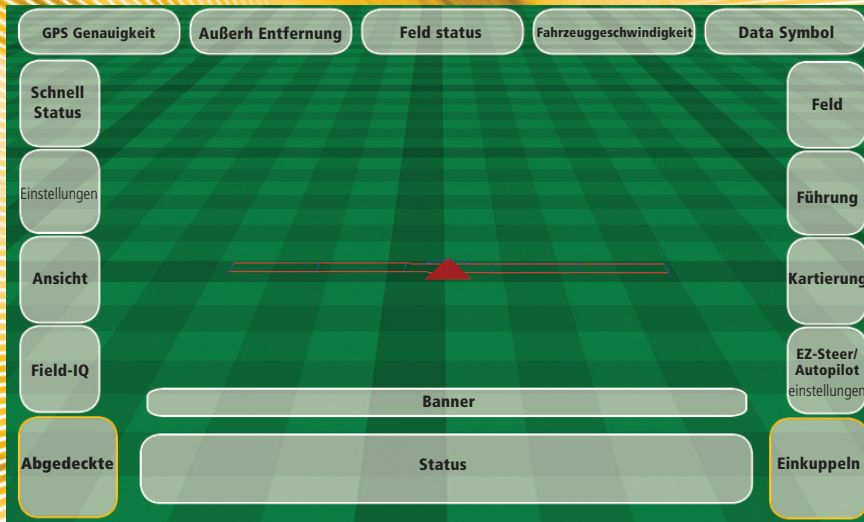 GPS Genauigkeit
Außerh Entfernung
Feld status
Fahrzeuggeschwindigkeit
Data Symbol
Schnell
Status
Feld
Einstellungen
Führung
Ansicht
Kartierung
Field-IQ
EZ-Steer/
Autopilot
einstellungen
Banner
Abgedeckte
Status
Einkuppeln